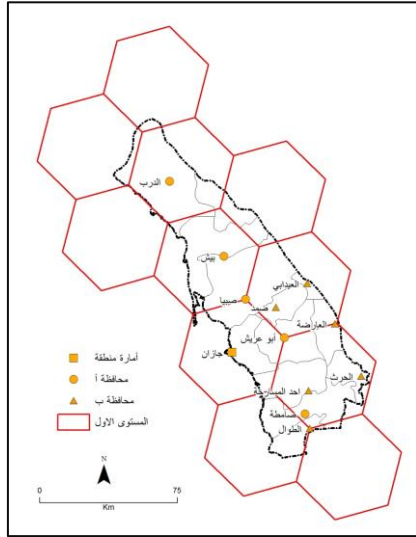 الدرب
بيش
العيدابي
صبيا
ضمد
العارضة
أبو عريش
جازان
الحرث
احد المسارحة
صامطة
الطوال
أمارة منطقة
محافظة أ
محافظة ب
المستوى الاول
N
0 75
Km